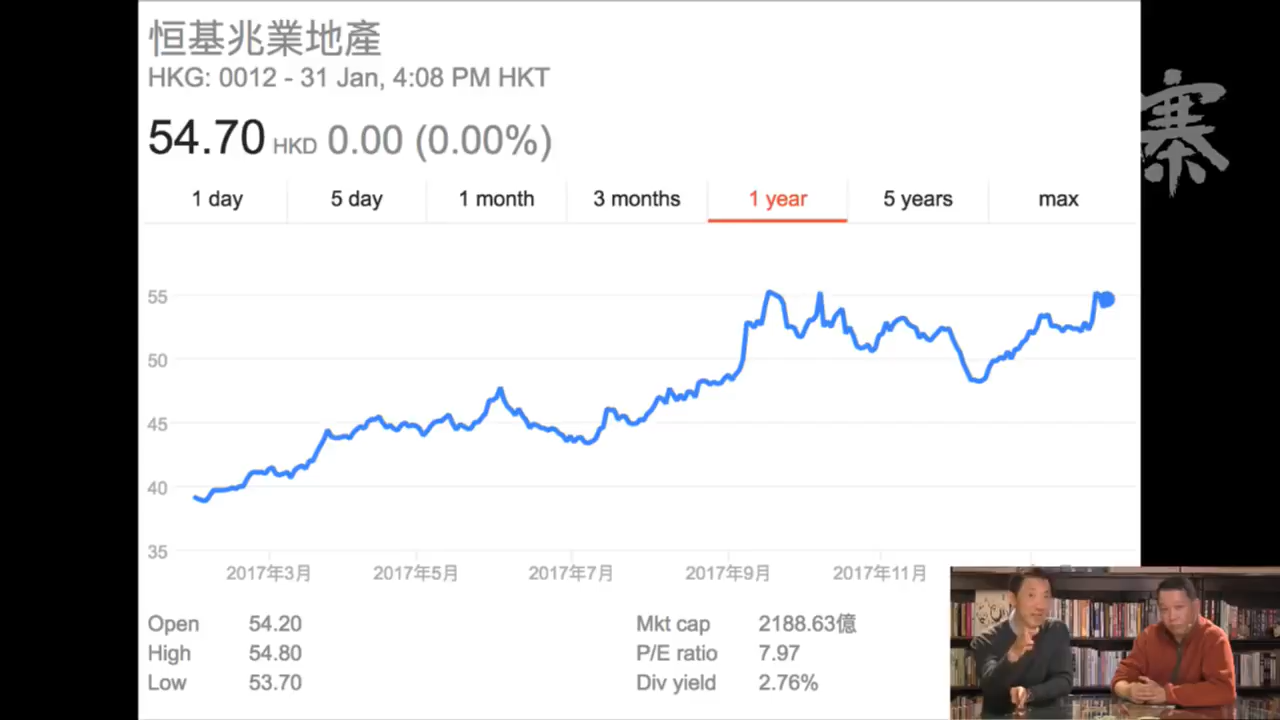 恒基兆業地產
HKG: 0012 - 31 Jan, 4:08 PM HKT
54.70 HKD 0.00 (0.00%)
1 day 5 day 1 month 3 months 1 year 5 years max
55
50
45
40
35
2017年3月 2017年5月 2017年7月 2017年9月 2017年11月
Open 54.20 Mkt cap 2188.63億
High 54.80 P/E ratio 7.97
Low 53.70 Div yield 2.76%
寨